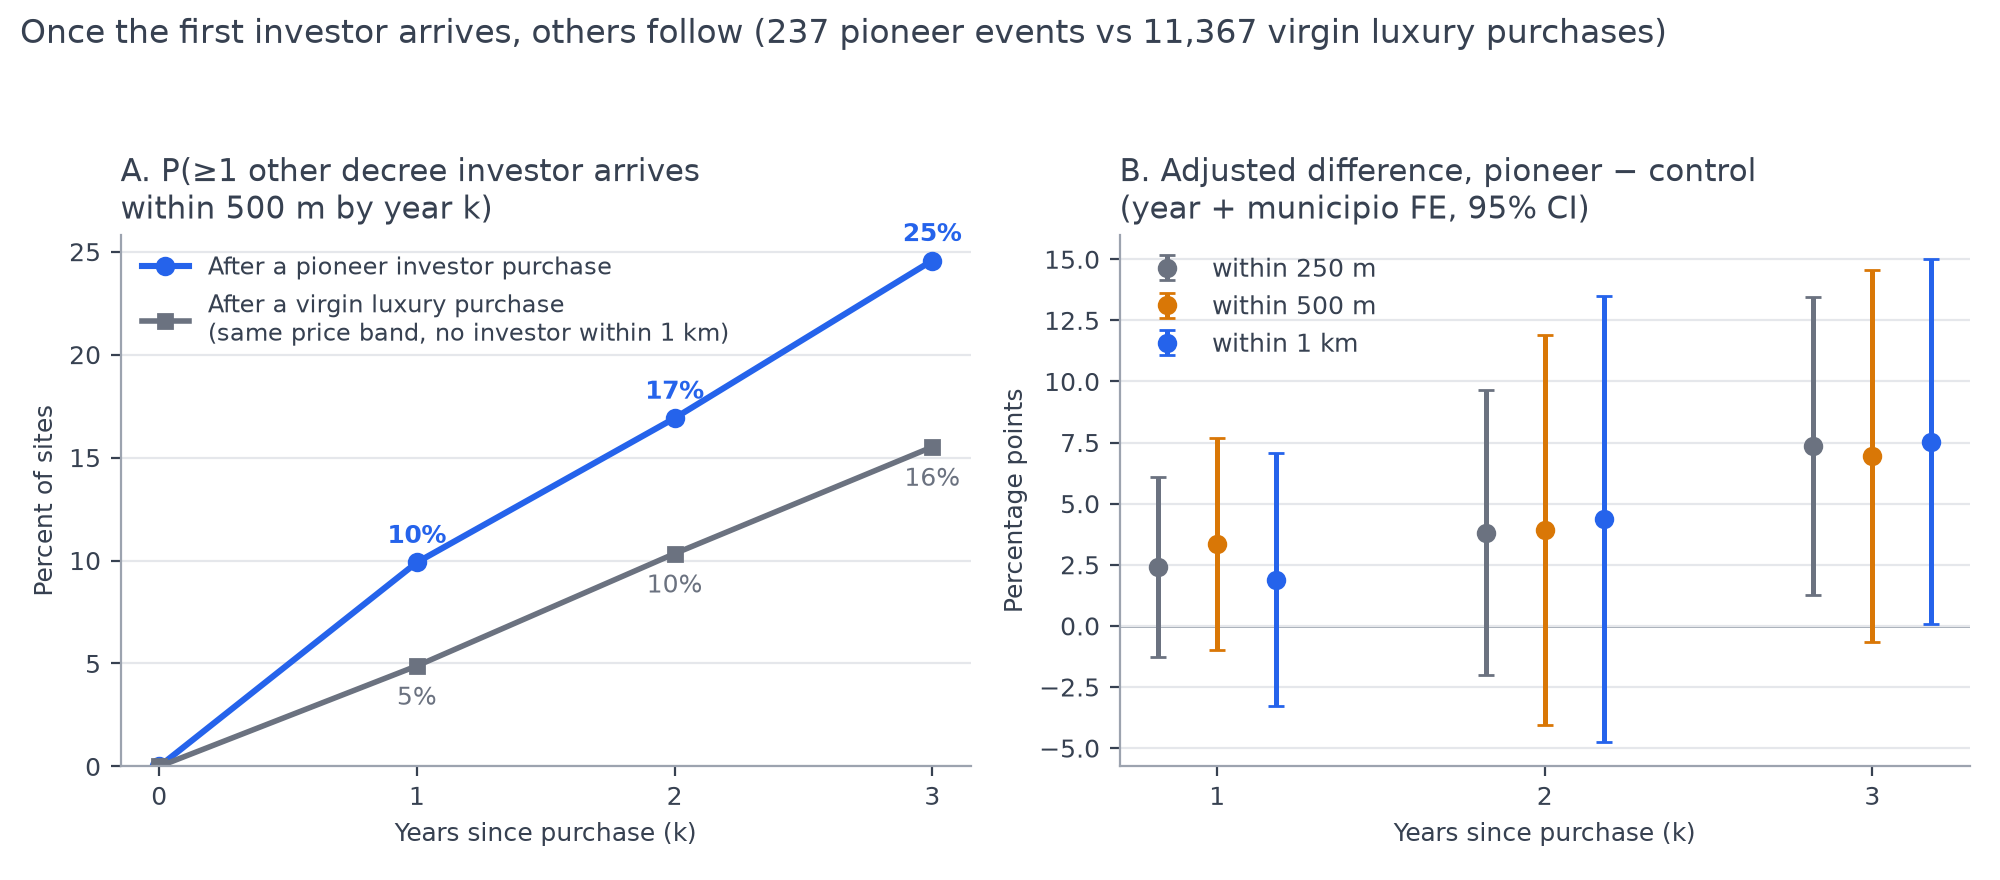 Once the first investor arrives, others follow (237 pioneer events vs 11,367 virgin luxury purchases)
A. P(≥1 other decree investor arrives
within 500 m by year k)
After a pioneer investor purchase
After a virgin luxury purchase
(same price band, no investor within 1 km)
25%
17%
10%
16%
10%
5%
25
20
15
10
5
0
Percent of sites
0
1
2
3
Years since purchase (k)
B. Adjusted difference, pioneer − control
(year + municipio FE, 95% CI)
within 250 m
within 500 m
within 1 km
15.0
12.5
10.0
7.5
5.0
2.5
0.0
−2.5
−5.0
Percentage points
1
2
3
Years since purchase (k)